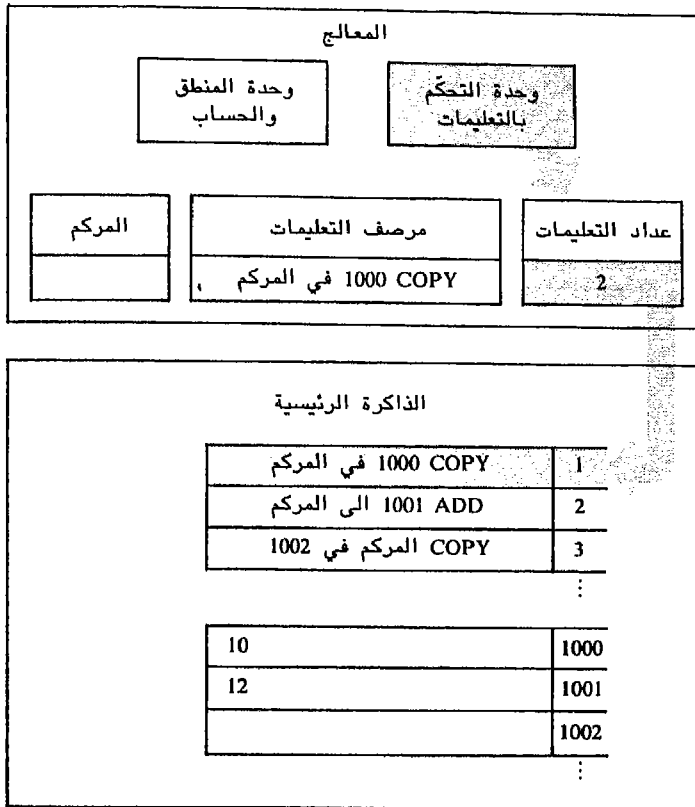 المعالج
وحدة التحكّم
بالتعليمات
وحدة المنطق
والحساب
عداد التعليمات
2
مرصف التعليمات
1000 COPY في المركم
المركم
الذاكرة الرئيسية
1 1000 COPY في المركم
2 1001 ADD الى المركم
3 COPY المركم في 1002
⋮
1000 10
1001 12
1002
⋮